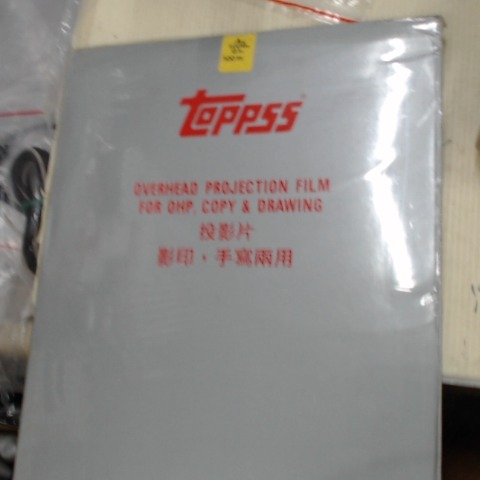 TOPPSS
OVERHEAD PROJECTION FILM
FOR OHP, COPY & DRAWING
投影片
影印·手寫兩用